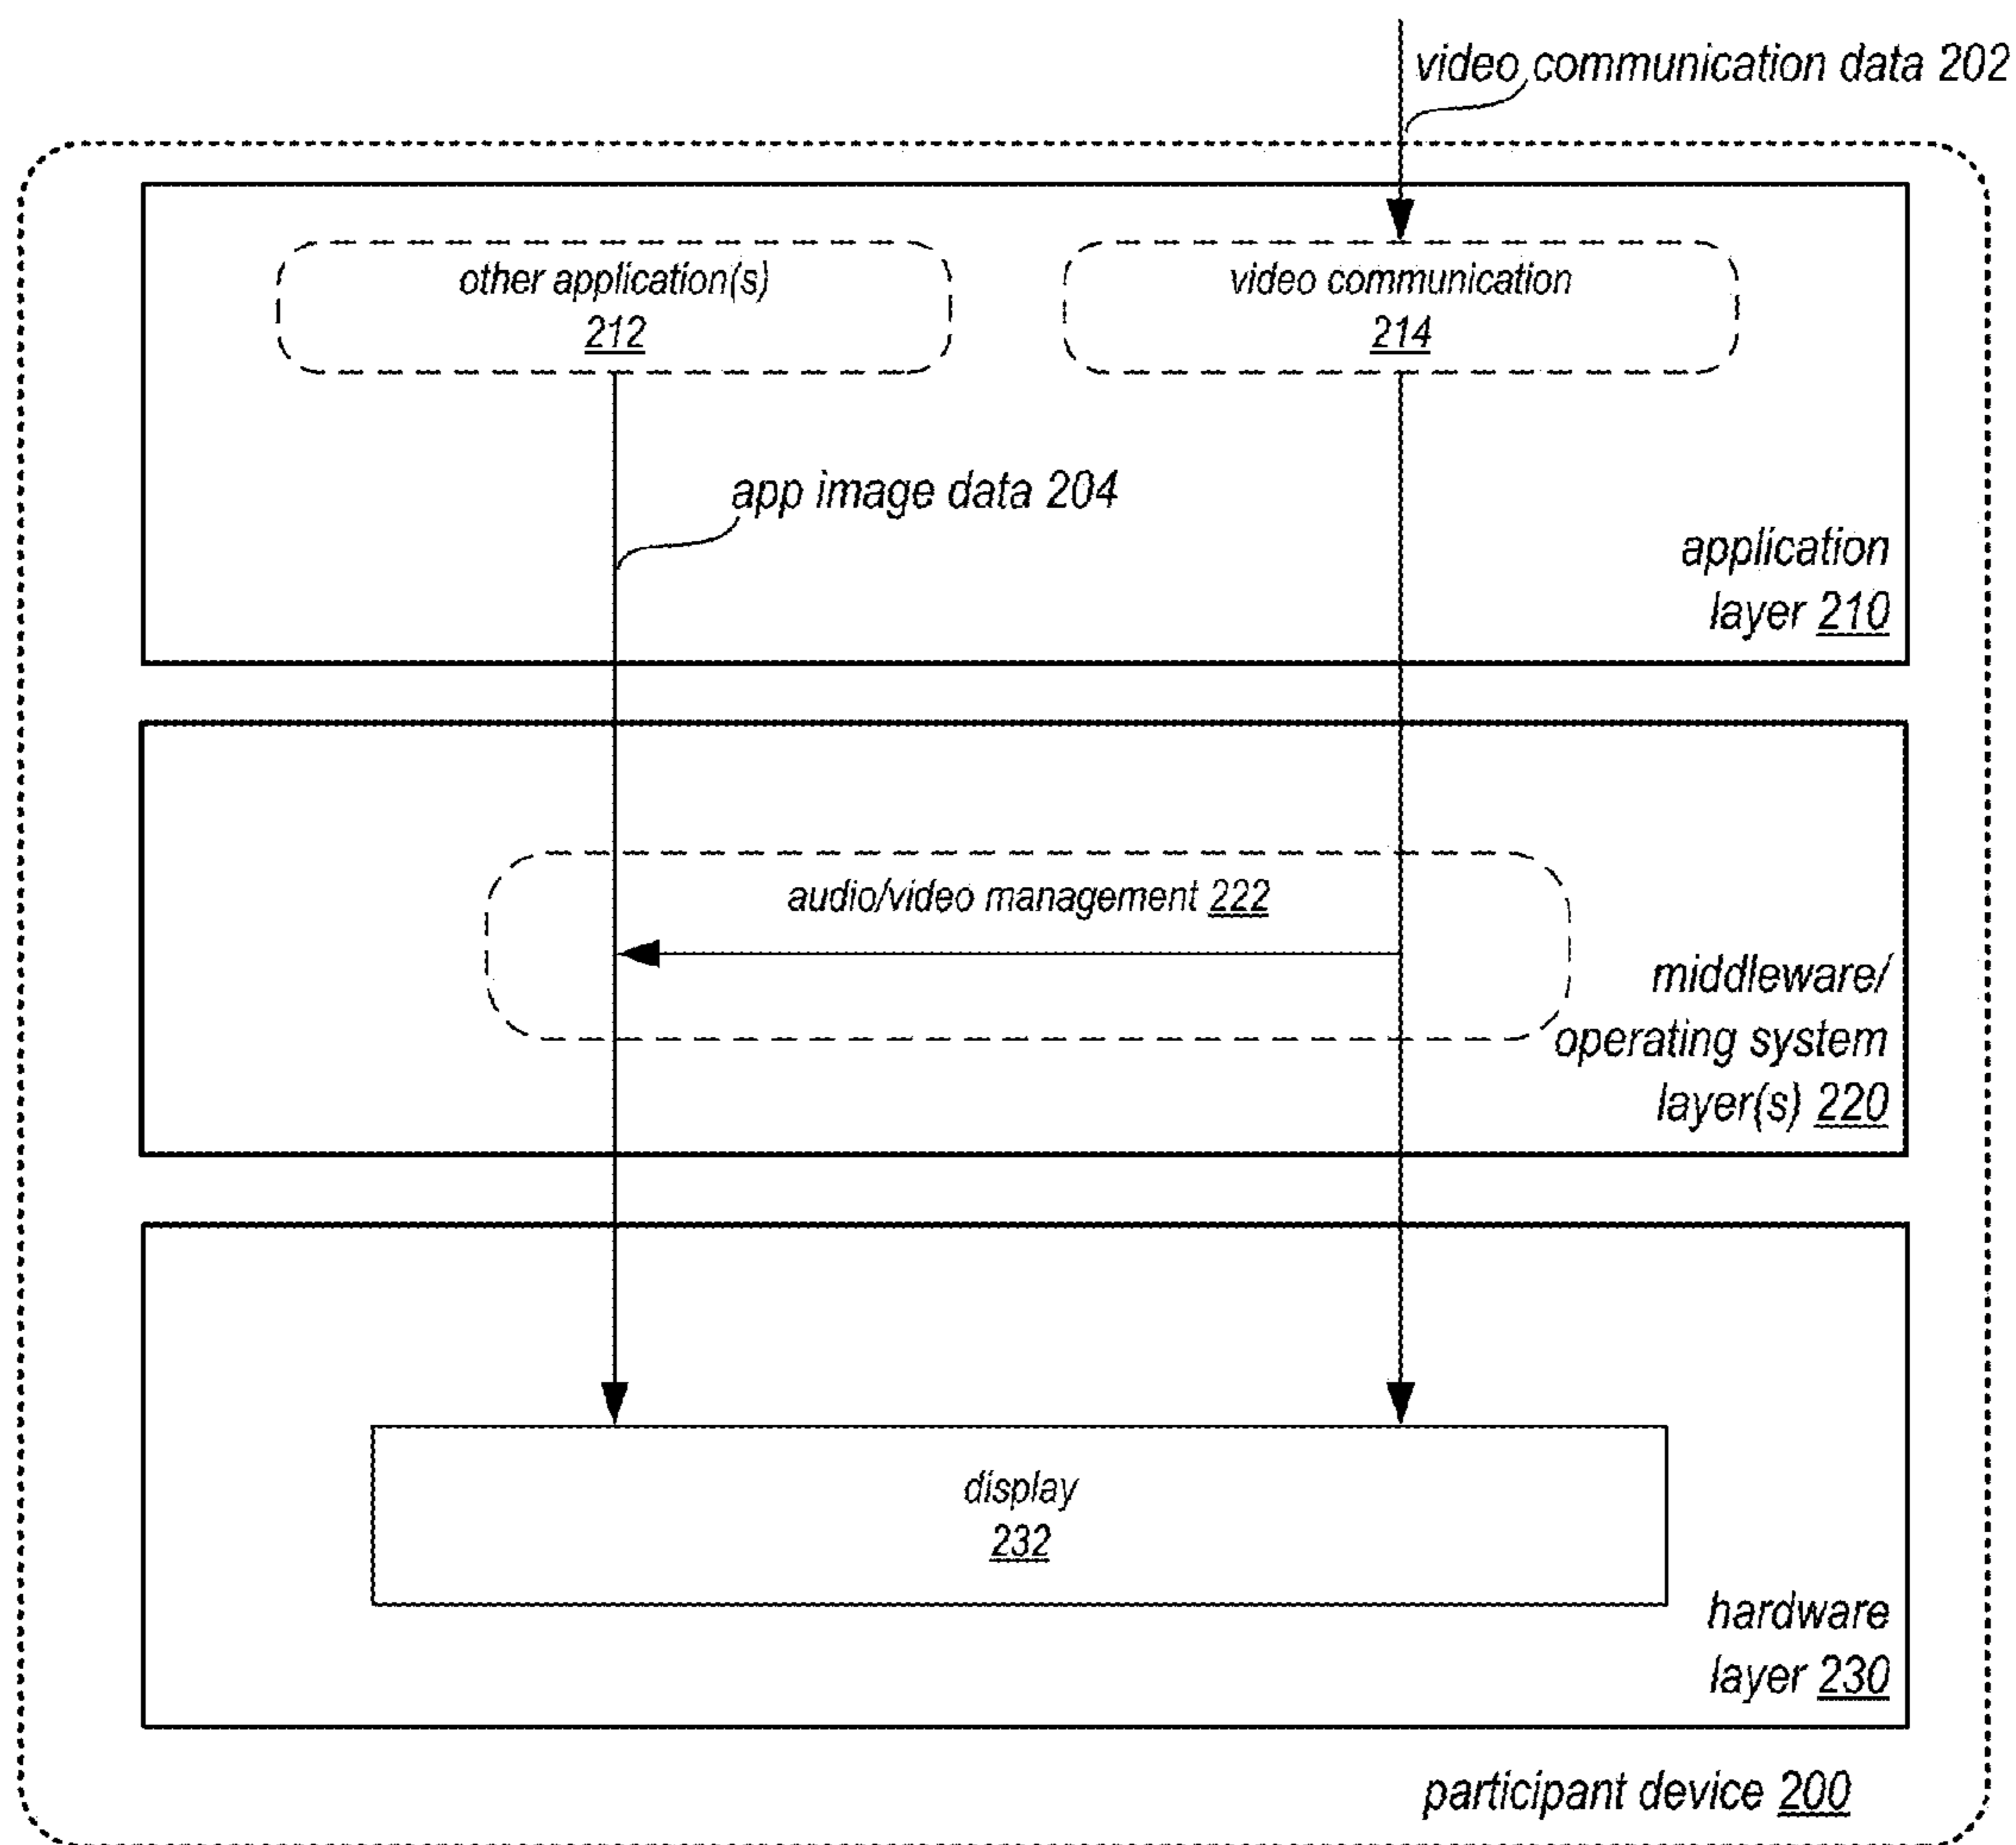 video communication data 202
other application(s)
212
video communication
214
app image data 204
application
layer 210
audio/video management 222
middleware/
operating system
layer(s) 220
display
232
hardware
layer 230
participant device 200